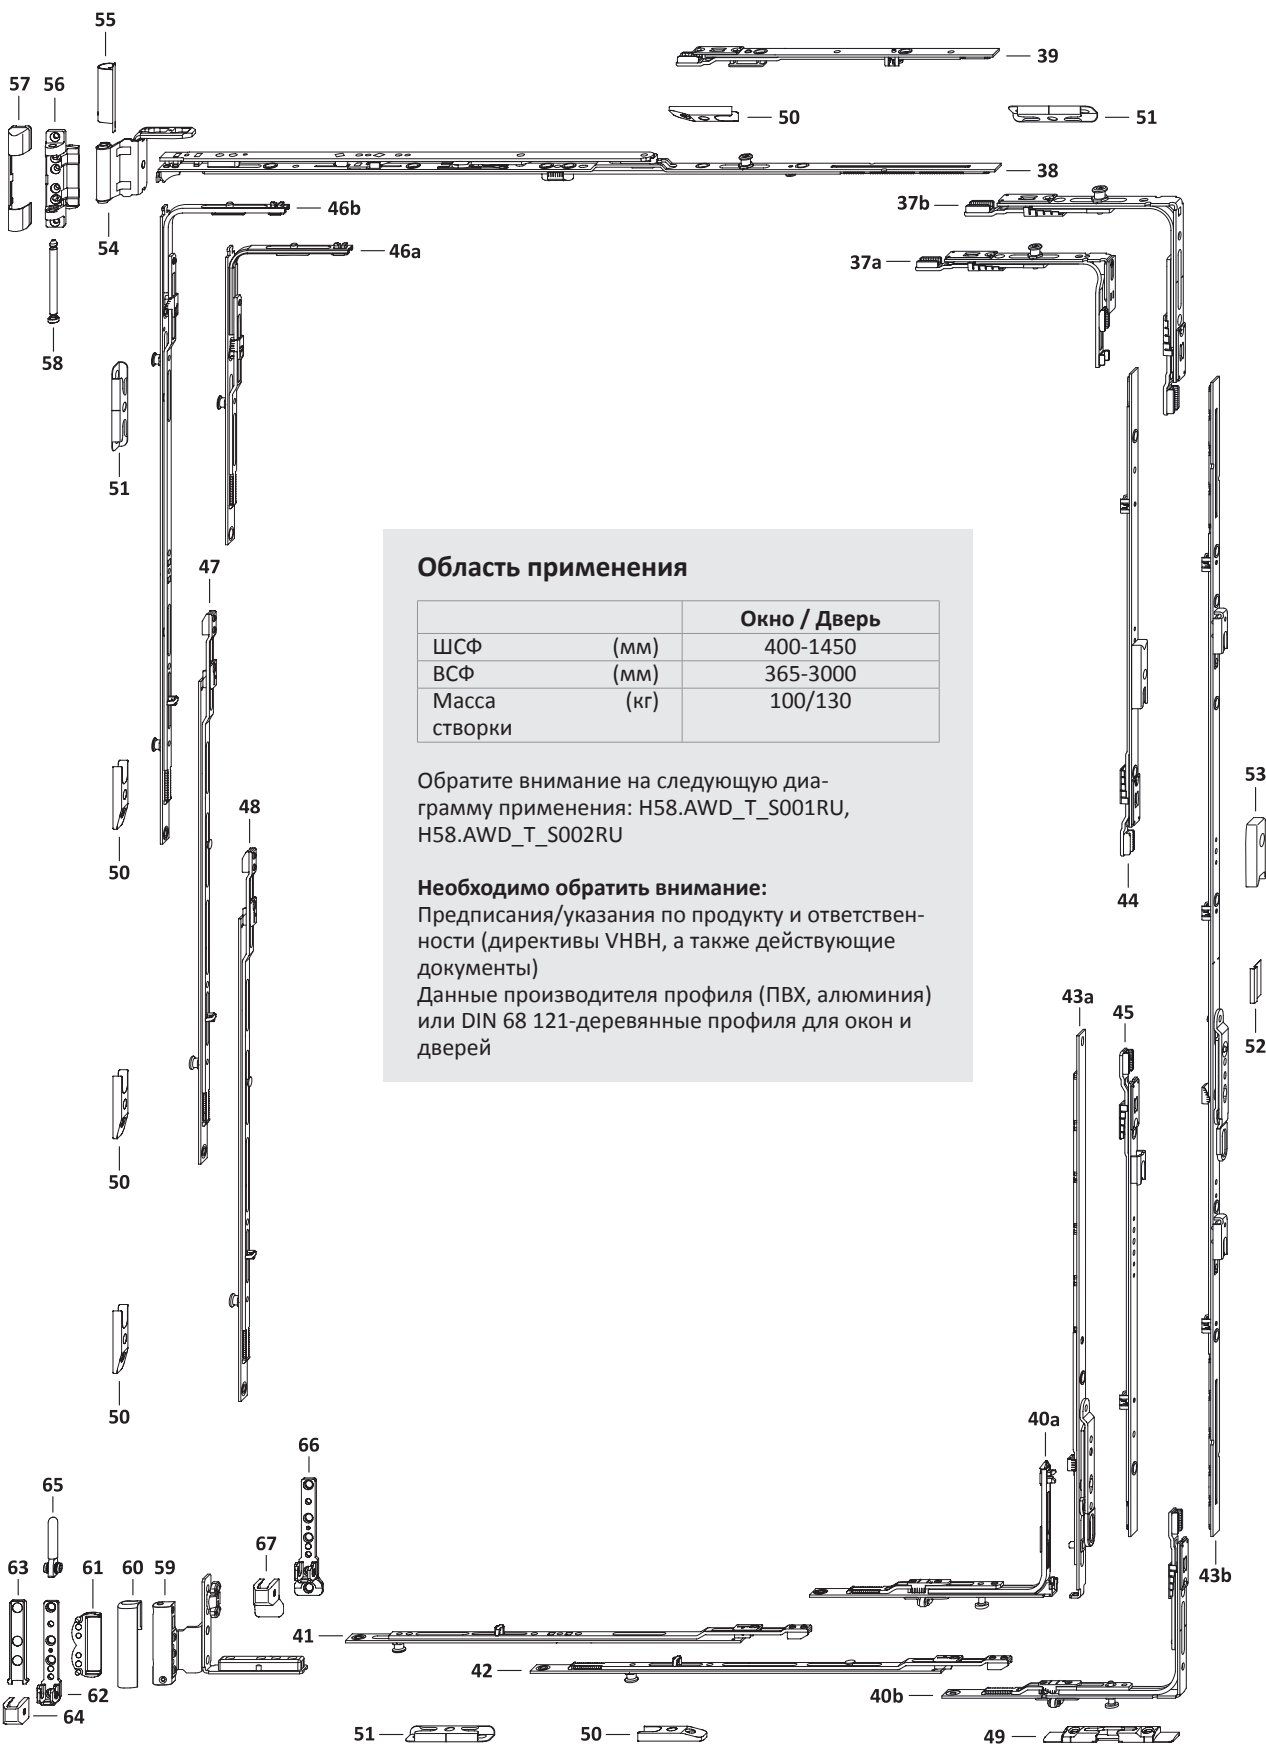 55
39
57 56
50
51
38
46b
37b
54
46a
37a
58
51
47
Область применения
Окно / Дверь
ШСФ (мм) 400-1450
ВСФ (мм) 365-3000
Масса (кг) 100/130
створки
Обратите внимание на следующую диа-
грамму применения: H58.AWD_T_S001RU,
H58.AWD_T_S002RU
Необходимо обратить внимание:
Предписания/указания по продукту и ответствен-
ности (директивы VHBH, а также действующие
документы)
Данные производителя профиля (ПВХ, алюминия)
или DIN 68 121-деревянные профиля для окон и
дверей
53
48
50
44
43a
45
52
50
50
40a
66
65
67
63
61
60 59
43b
41
42
62
40b
64
51
50
49